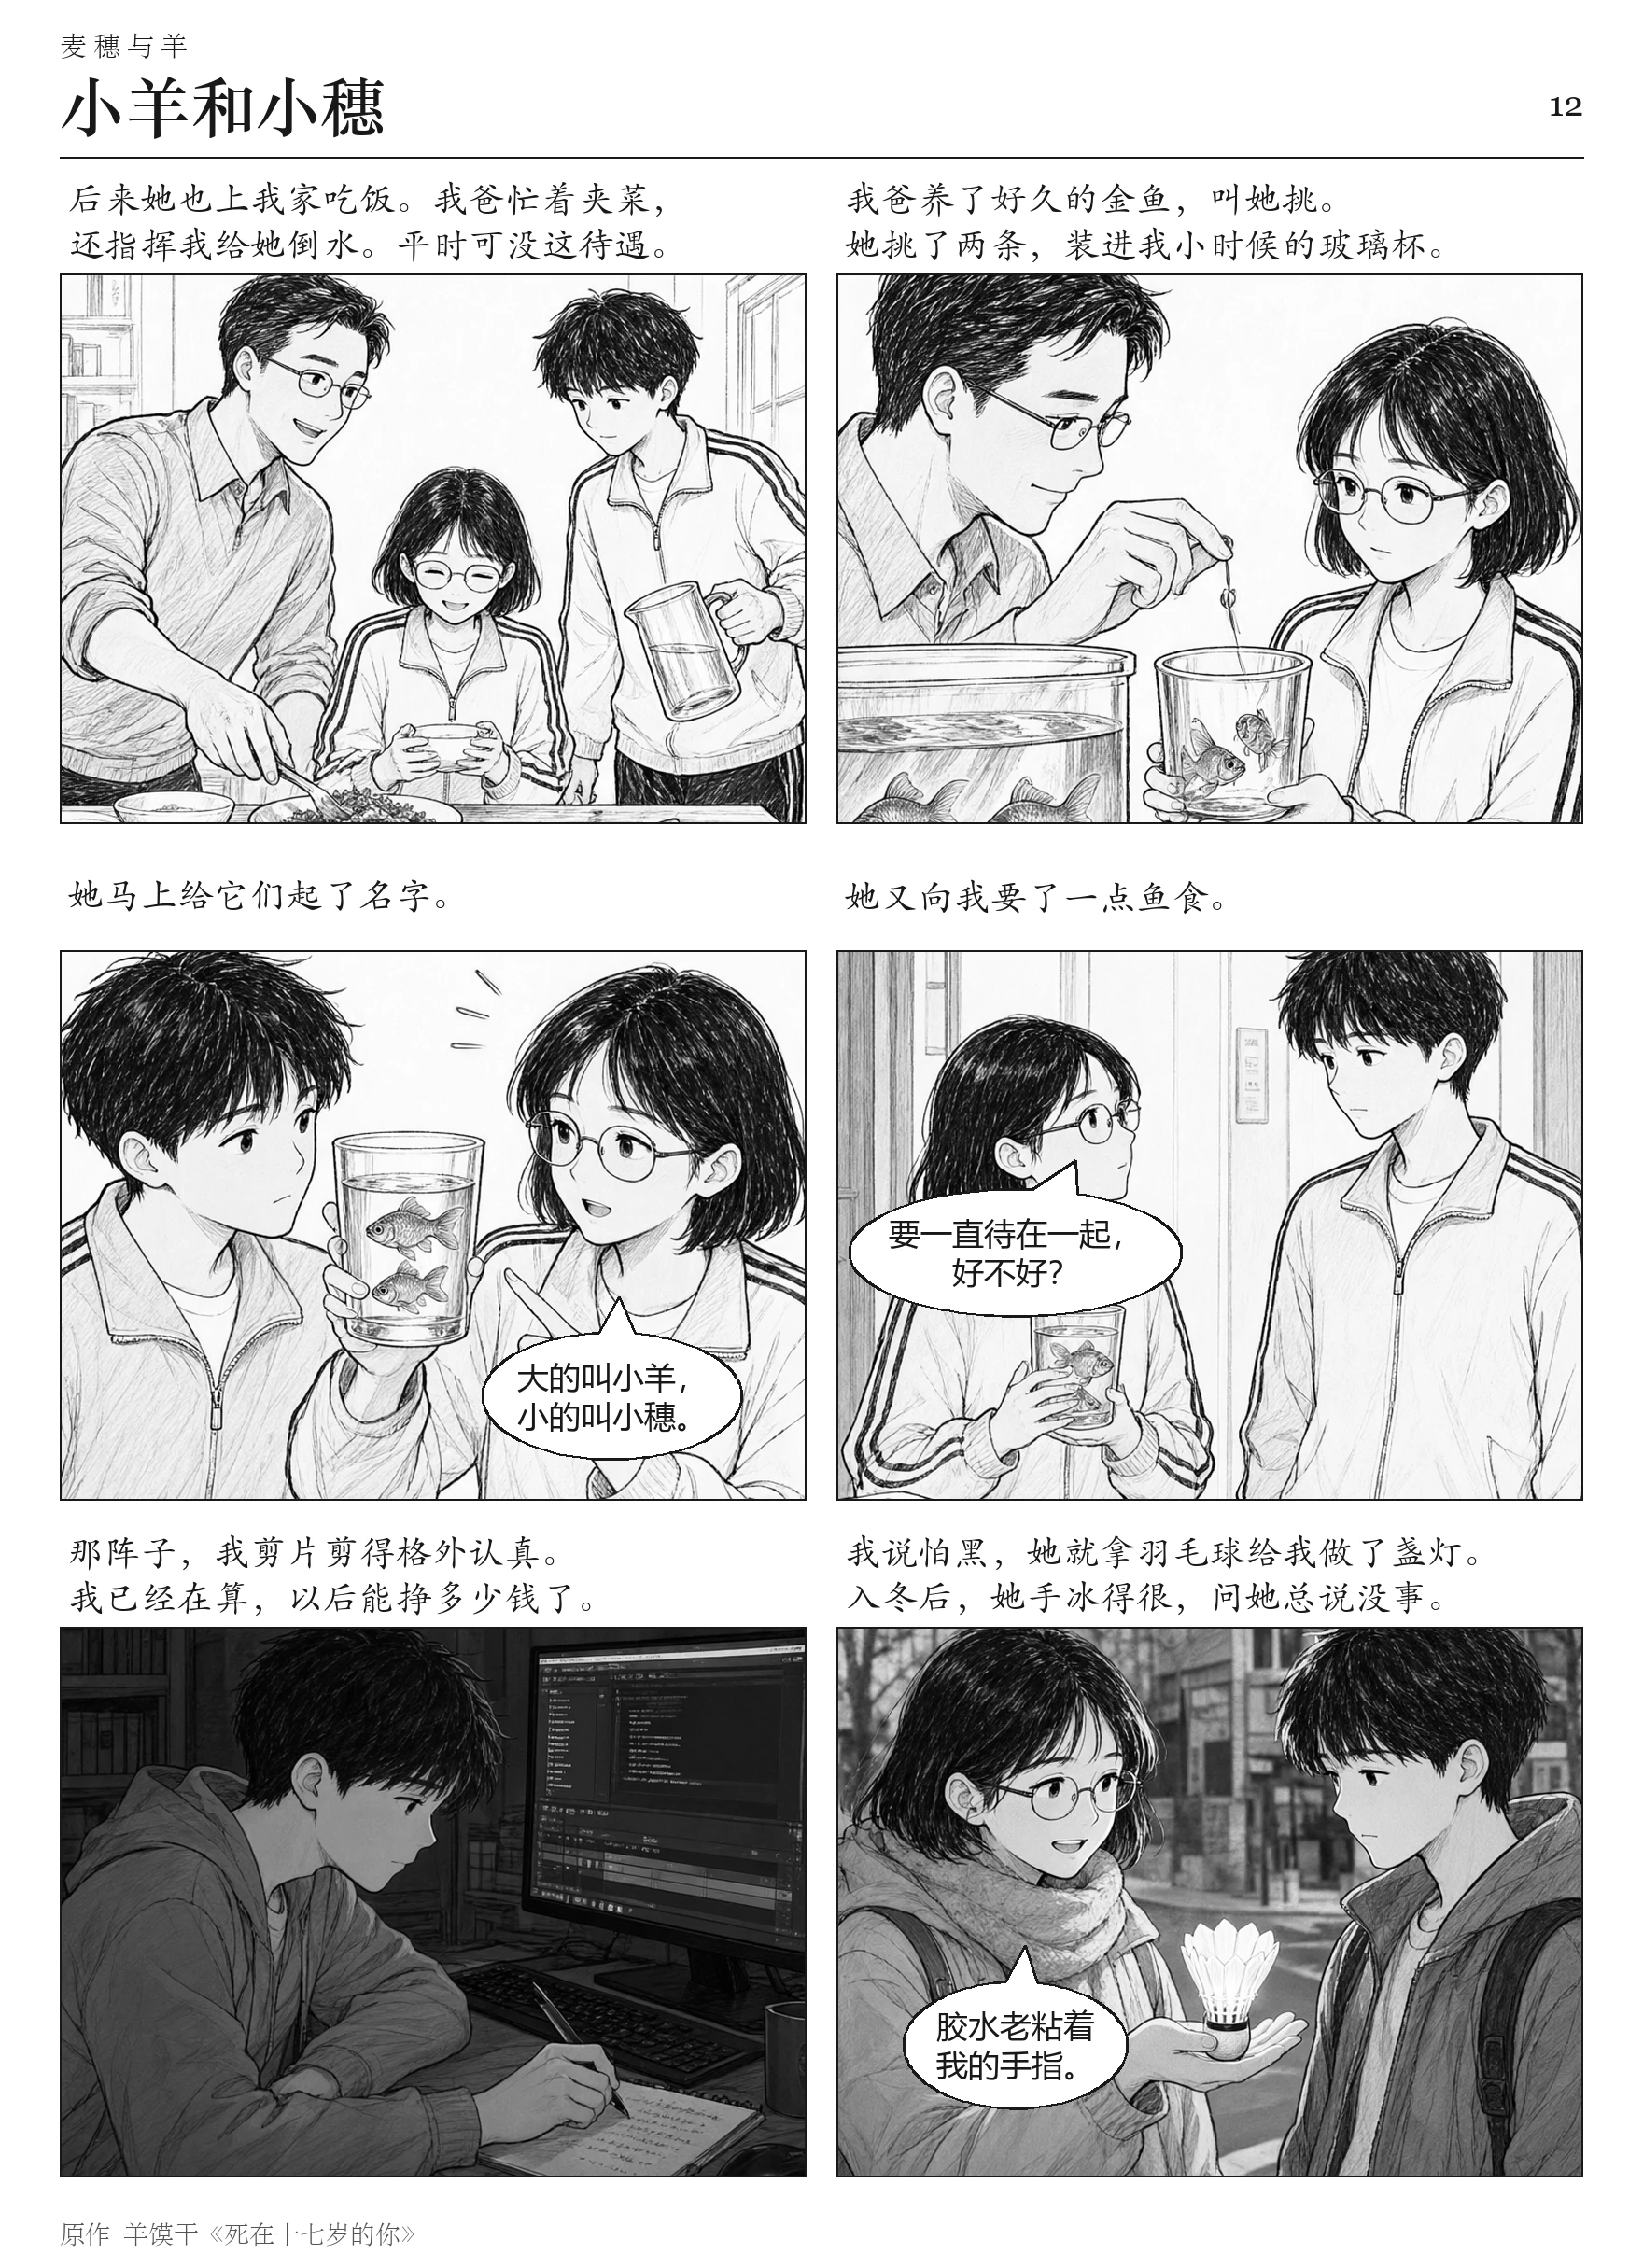 麦穗与羊
小羊和小穗
12
后来她也上我家吃饭。我爸忙着夹菜，
还指挥我给她倒水。平时可没这待遇。
我爸养了好久的金鱼，叫她挑。
她挑了两条，装进我小时候的玻璃杯。
她马上给它们起了名字。
她又向我要了一点鱼食。
大的叫小羊，
小的叫小穗。
要一直待在一起，
好不好？
那阵子，我剪片剪得格外认真。
我已经在算，以后能挣多少钱了。
我说怕黑，她就拿羽毛球给我做了盏灯。
入冬后，她手冰得很，问她总说没事。
胶水老粘着
我的手指。
原作 羊馍干《死在十七岁的你》